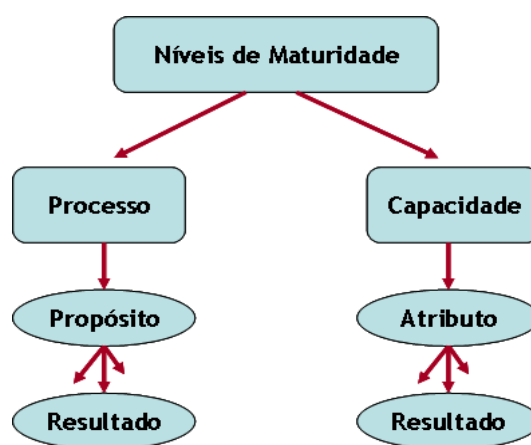 Níveis de Maturidade
Processo
Capacidade
Propósito
Atributo
Resultado
Resultado